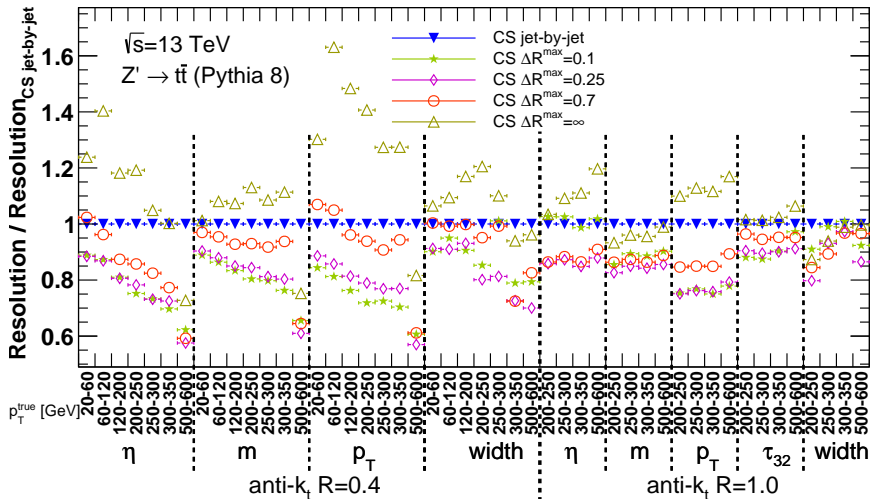 √s=13 TeV
Z' → tt̄ (Pythia 8)
CS jet-by-jet
CS ΔR^max=0.1
CS ΔR^max=0.25
CS ΔR^max=0.7
CS ΔR^max=∞
Resolution / Resolution_CS jet-by-jet
1.6
1.4
1.2
1
0.8
0.6
p_T^true [GeV]
20-60 60-120 120-200 200-250 250-300 300-350 500-600 20-60 60-120 120-200 200-250 250-300 300-350 500-600 20-60 60-120 120-200 200-250 250-300 300-350 500-600 20-60 60-120 120-200 200-250 250-300 300-350 500-600 200-250 250-300 300-350 500-600 200-250 250-300 300-350 500-600 200-250 250-300 300-350 500-600 200-250 250-300 300-350 500-600 200-250 250-300 300-350 500-600
η m p_T width η m p_T τ_32 width
anti-k_t R=0.4 anti-k_t R=1.0